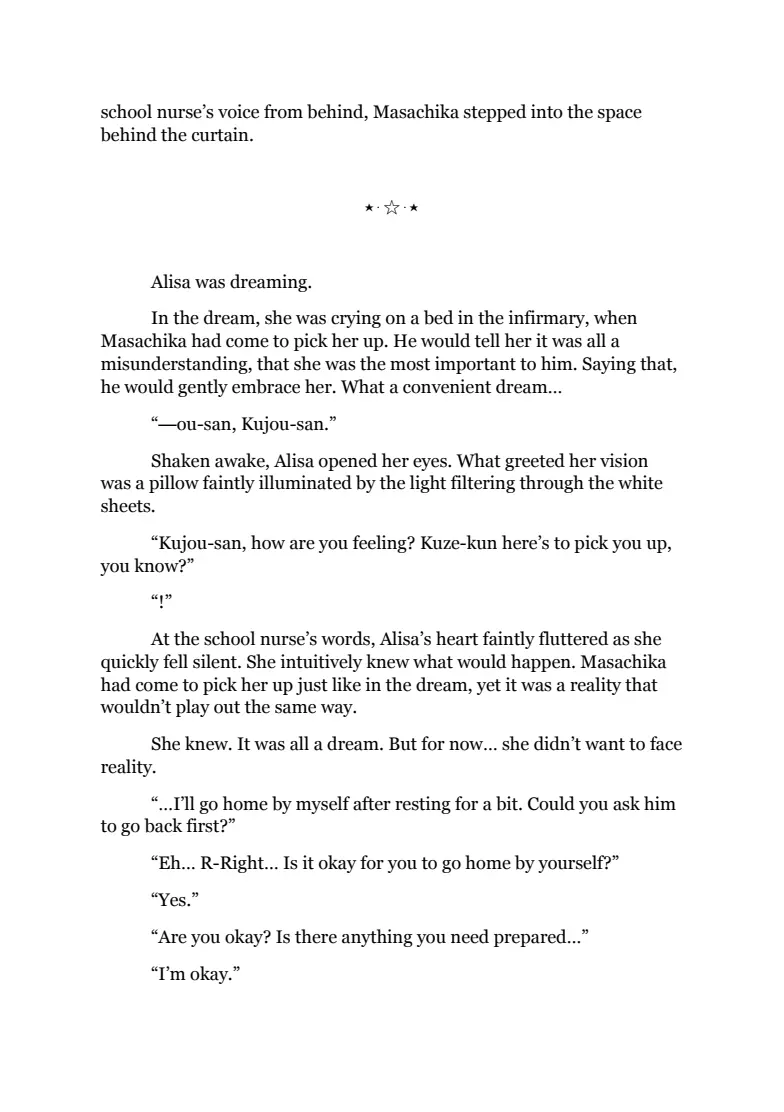 school nurse’s voice from behind, Masachika stepped into the space
behind the curtain.
⋆·☆·⋆
Alisa was dreaming.
In the dream, she was crying on a bed in the infirmary, when
Masachika had come to pick her up. He would tell her it was all a
misunderstanding, that she was the most important to him. Saying that,
he would gently embrace her. What a convenient dream…
“—ou-san, Kujou-san.”
Shaken awake, Alisa opened her eyes. What greeted her vision
was a pillow faintly illuminated by the light filtering through the white
sheets.
“Kujou-san, how are you feeling? Kuze-kun here’s to pick you up,
you know?”
“!”
At the school nurse’s words, Alisa’s heart faintly fluttered as she
quickly fell silent. She intuitively knew what would happen. Masachika
had come to pick her up just like in the dream, yet it was a reality that
wouldn’t play out the same way.
She knew. It was all a dream. But for now… she didn’t want to face
reality.
“…I’ll go home by myself after resting for a bit. Could you ask him
to go back first?”
“Eh… R-Right… Is it okay for you to go home by yourself?”
“Yes.”
“Are you okay? Is there anything you need prepared…”
“I’m okay.”